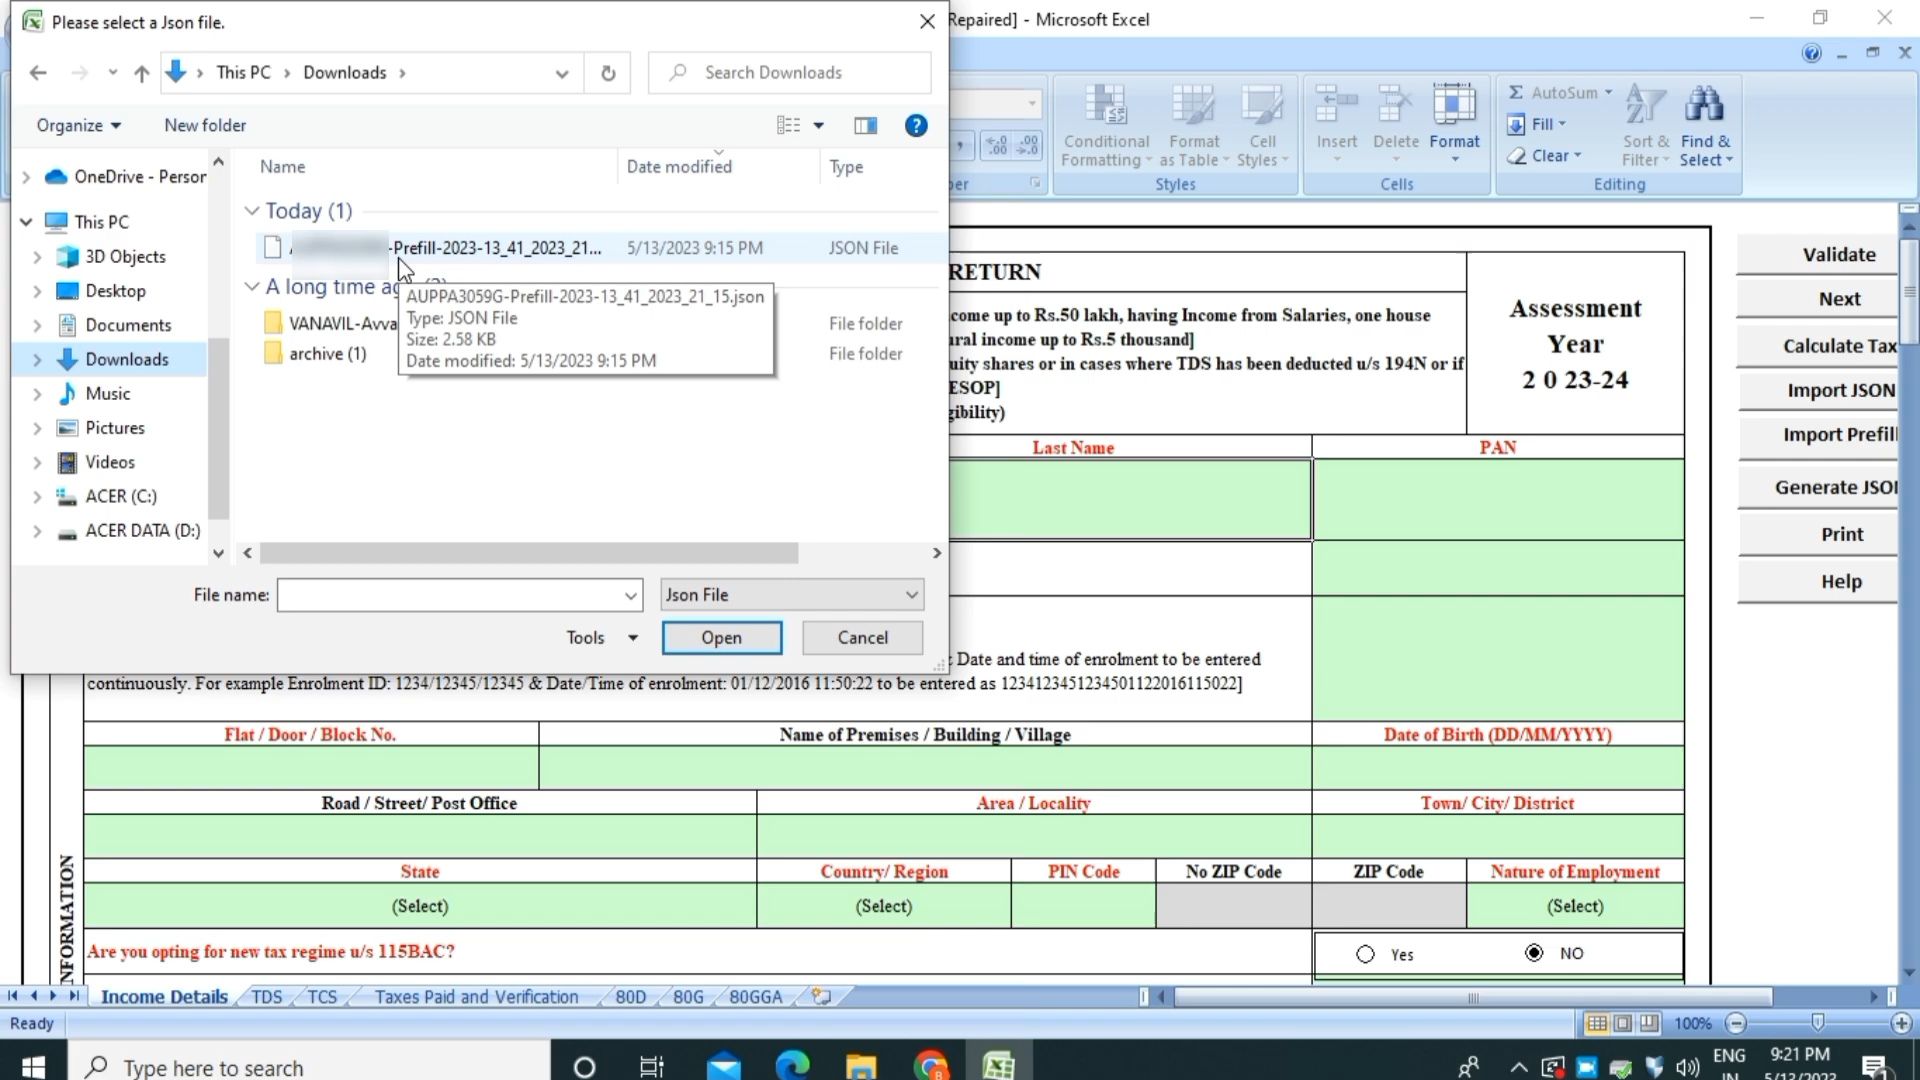 Please select a Json file.
Repaired] - Microsoft Excel
This PC > Downloads >
Search Downloads
Organize
New folder
AutoSum
Fill
Clear
Conditional Formatting
Format as Table
Cell Styles
Insert
Delete
Format
Sort & Filter
Find & Select
Styles
Cells
Editing
Name
Date modified
Type
OneDrive - Person
This PC
3D Objects
Desktop
Documents
Downloads
Music
Pictures
Videos
ACER (C:)
ACER DATA (D:)
Today (1)
-Prefill-2023-13_41_2023_21...
5/13/2023 9:15 PM
JSON File
A long time ag
VANAVIL-Avva
File folder
archive (1)
File folder
AUPPA3059G-Prefill-2023-13_41_2023_21_15.json
Type: JSON File
Size: 2.58 KB
Date modified: 5/13/2023 9:15 PM
File name:
Json File
Tools
Open
Cancel
RETURN
come up to Rs.50 lakh, having Income from Salaries, one house
ural income up to Rs.5 thousand]
uity shares or in cases where TDS has been deducted u/s 194N or if
ESOP]
gibility)
Assessment
Year
2 0 23-24
Validate
Next
Calculate Tax
Import JSON
Import Prefill
Generate JSON
Print
Help
Last Name
PAN
Date and time of enrolment to be entered
continuously. For example Enrolment ID: 1234/12345/12345 & Date/Time of enrolment: 01/12/2016 11:50:22 to be entered as 1234123451234501122016115022]
Flat / Door / Block No.
Name of Premises / Building / Village
Date of Birth (DD/MM/YYYY)
Road / Street/ Post Office
Area / Locality
Town/ City/ District
State
Country/ Region
PIN Code
No ZIP Code
ZIP Code
Nature of Employment
(Select)
(Select)
(Select)
NFORMATION
Are you opting for new tax regime u/s 115BAC?
Yes
NO
Income Details
TDS
TCS
Taxes Paid and Verification
80D
80G
80GGA
Ready
100%
Type here to search
ENG
IN
9:21 PM
5/13/2023